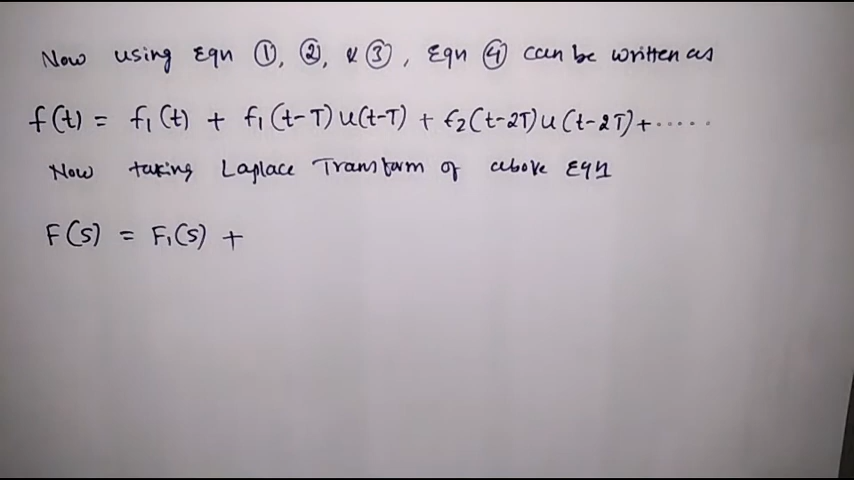 Now using Eqn ①, ②, & ③, Eqn ④ can be written as
f(t) = f₁(t) + f₁(t-T)u(t-T) + f₂(t-2T)u(t-2T)+.....
Now taking Laplace Transform of above Eqn
F(s) = F₁(s) +